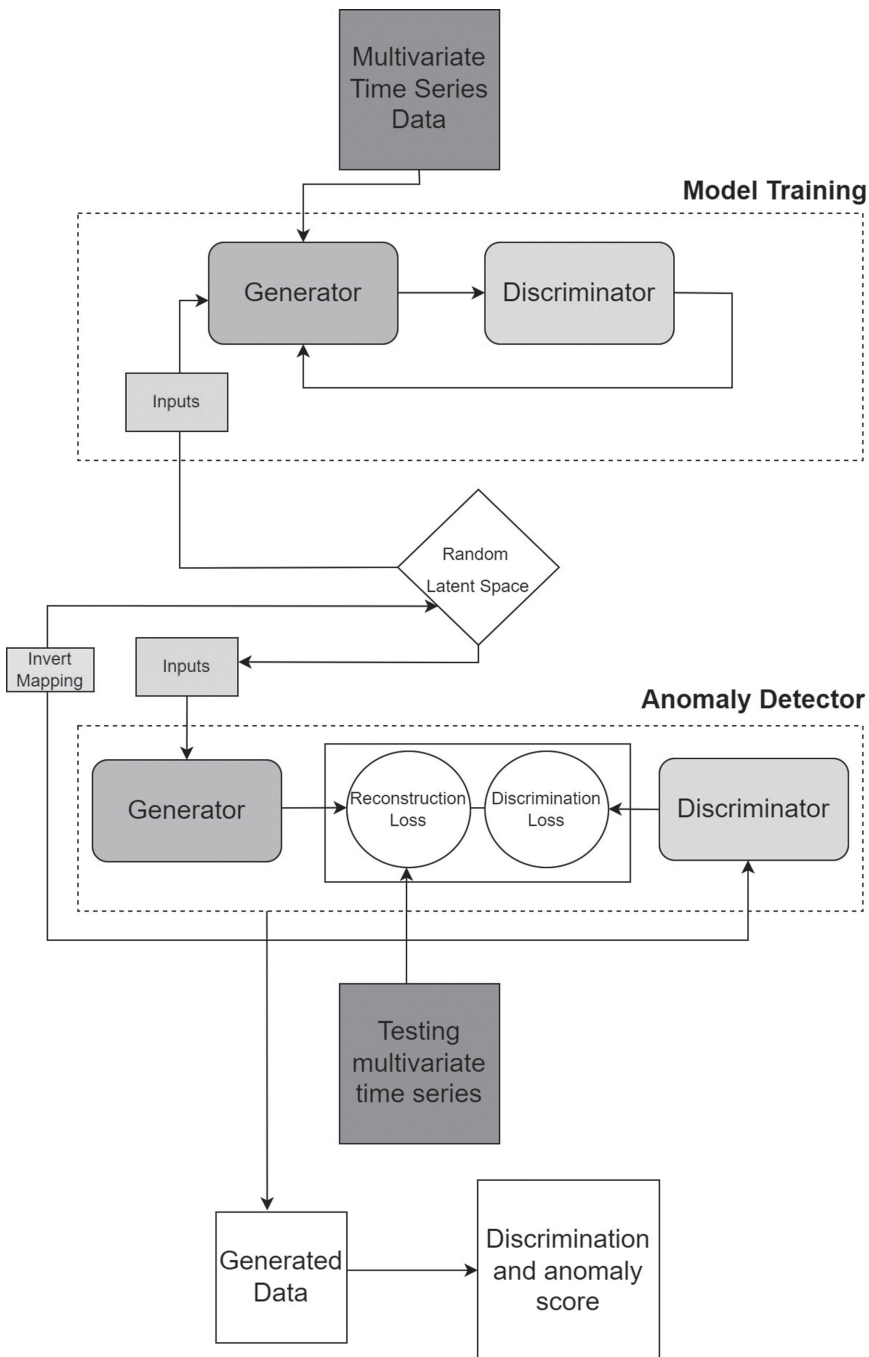 Multivariate
Time Series
Data
Model Training
Generator
Discriminator
Inputs
Random
Latent Space
Invert
Mapping
Inputs
Anomaly Detector
Generator
Reconstruction
Loss
Discrimination
Loss
Discriminator
Testing
multivariate
time series
Generated
Data
Discrimination
and anomaly
score